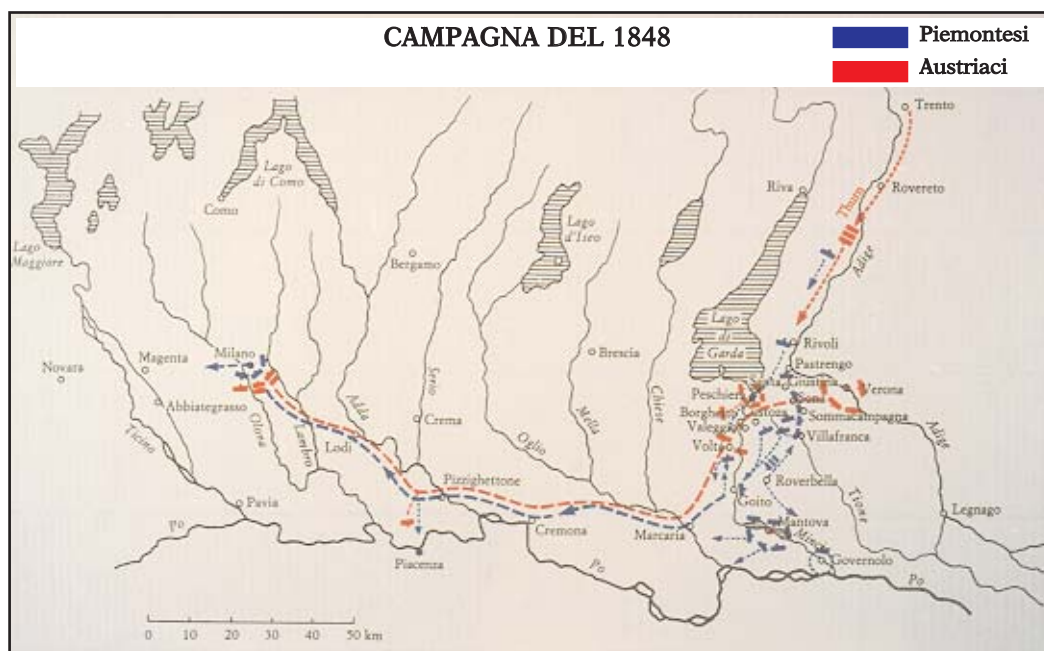 CAMPAGNA DEL 1848
Piemontesi
Austriaci
Trento
Rovereto
Riva
Thurn
Adige
Lago
di Como
Como
Lago
Maggiore
Lago
d'Iseo
Bergamo
Lago
di
Garda
Rivoli
Pastrengo
Brescia
Milano
Magenta
Novara
Abbiategrasso
Ticino
Olona
Lambro
Lodi
Adda
Serio
Crema
Oglio
Mella
Chiese
Peschiera
Santa Giustina
Sona
Verona
Borghetto
Custoza
Sommacampagna
Valeggio
Villafranca
Volta
Adige
Pizzighettone
Roverbella
Goito
Tione
Legnago
Pavia
Po
Cremona
Marcaria
Mantova
Mincio
Governolo
Piacenza
Po
Po
0 10 20 30 40 50 km